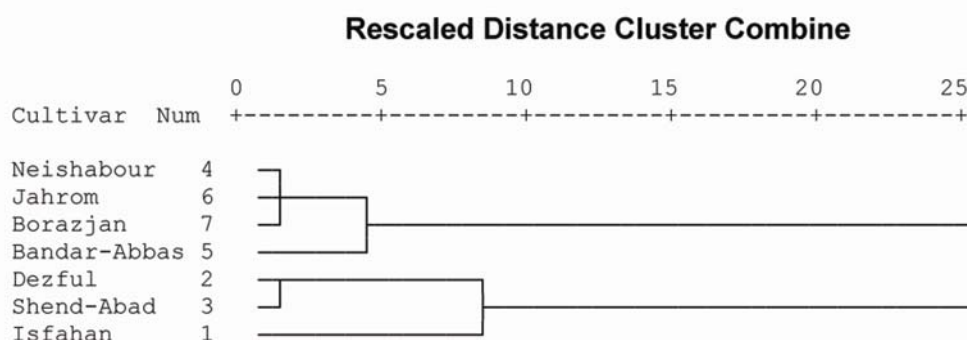 Rescaled Distance Cluster Combine
0 5 10 15 20 25
Cultivar Num +---------+---------+---------+---------+---------+
Neishabour 4
Jahrom 6
Borazjan 7
Bandar-Abbas 5
Dezful 2
Shend-Abad 3
Isfahan 1